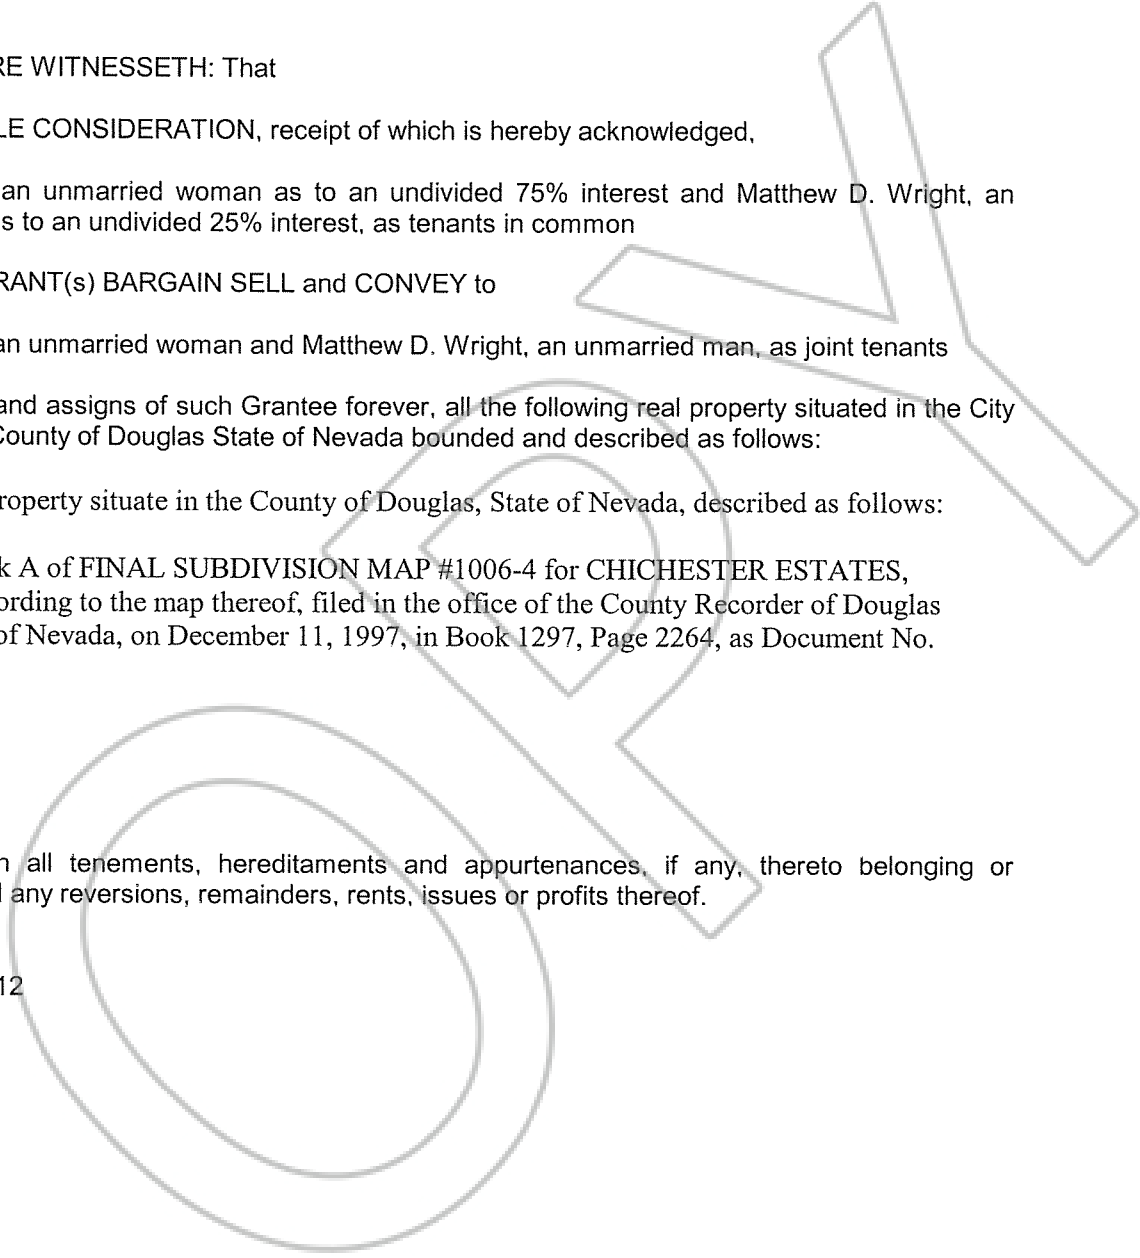 RE WITNESSETH: That
LE CONSIDERATION, receipt of which is hereby acknowledged,
an unmarried woman as to an undivided 75% interest and Matthew D. Wright, an
s to an undivided 25% interest, as tenants in common
RANT(s) BARGAIN SELL and CONVEY to
an unmarried woman and Matthew D. Wright, an unmarried man, as joint tenants
and assigns of such Grantee forever, all the following real property situated in the City
County of Douglas State of Nevada bounded and described as follows:
roperty situate in the County of Douglas, State of Nevada, described as follows:
k A of FINAL SUBDIVISION MAP #1006-4 for CHICHESTER ESTATES,
ording to the map thereof, filed in the office of the County Recorder of Douglas
of Nevada, on December 11, 1997, in Book 1297, Page 2264, as Document No.
all tenements, hereditaments and appurtenances, if any, thereto belonging or
any reversions, remainders, rents, issues or profits thereof.
12
OPY